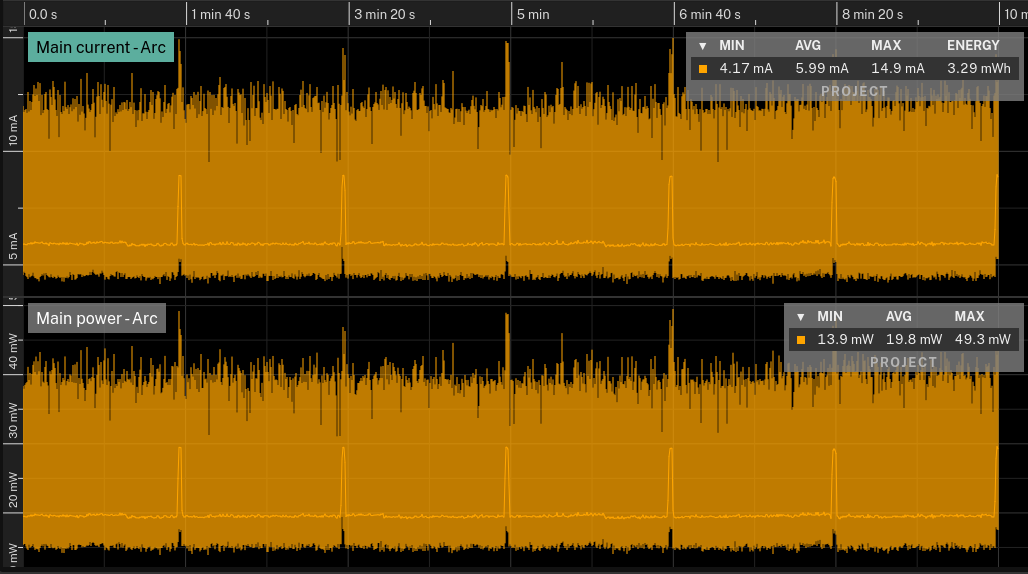 0.0 s 1 min 40 s 3 min 20 s 5 min 6 min 40 s 8 min 20 s 10 m
Main current - Arc
▼ MIN AVG MAX ENERGY
4.17 mA 5.99 mA 14.9 mA 3.29 mWh
PROJECT
10 mA
5 mA
Main power - Arc
▼ MIN AVG MAX
13.9 mW 19.8 mW 49.3 mW
PROJECT
40 mW
30 mW
20 mW
mW